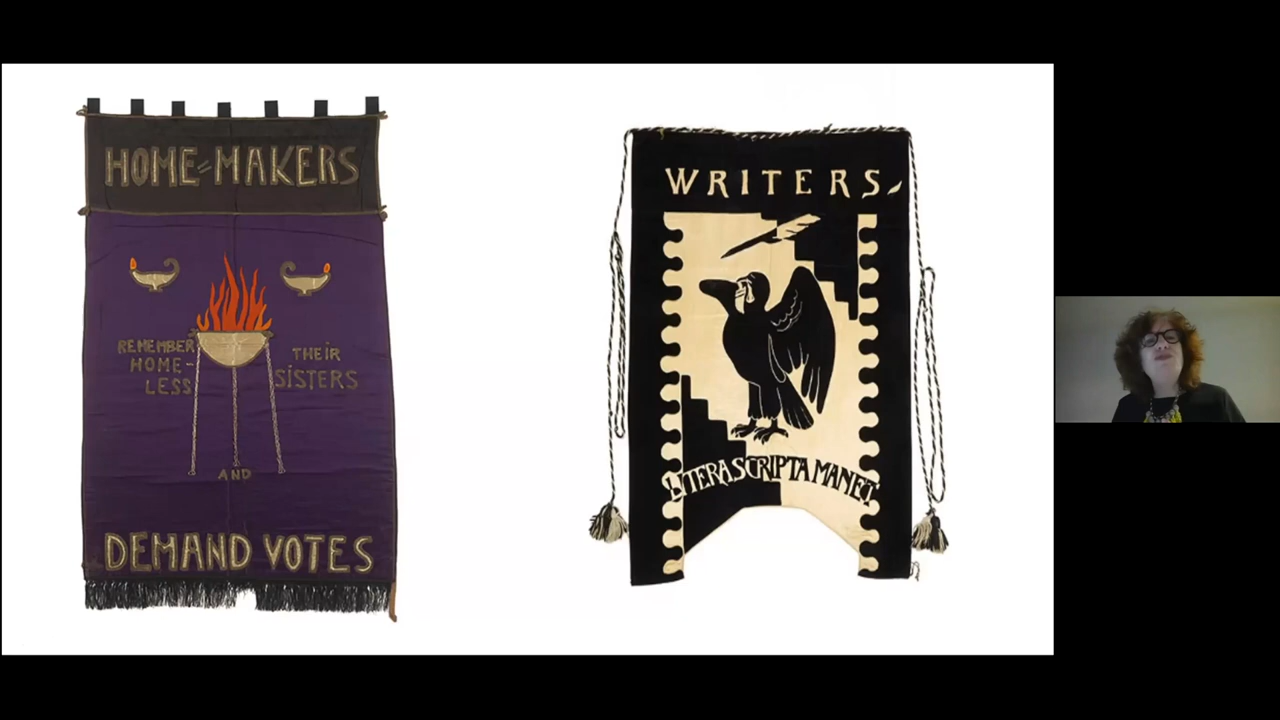 HOME=MAKERS
REMEMBER
HOME-
LESS
THEIR
SISTERS
AND
DEMAND VOTES
WRITERS
LITERA SCRIPTA MANET